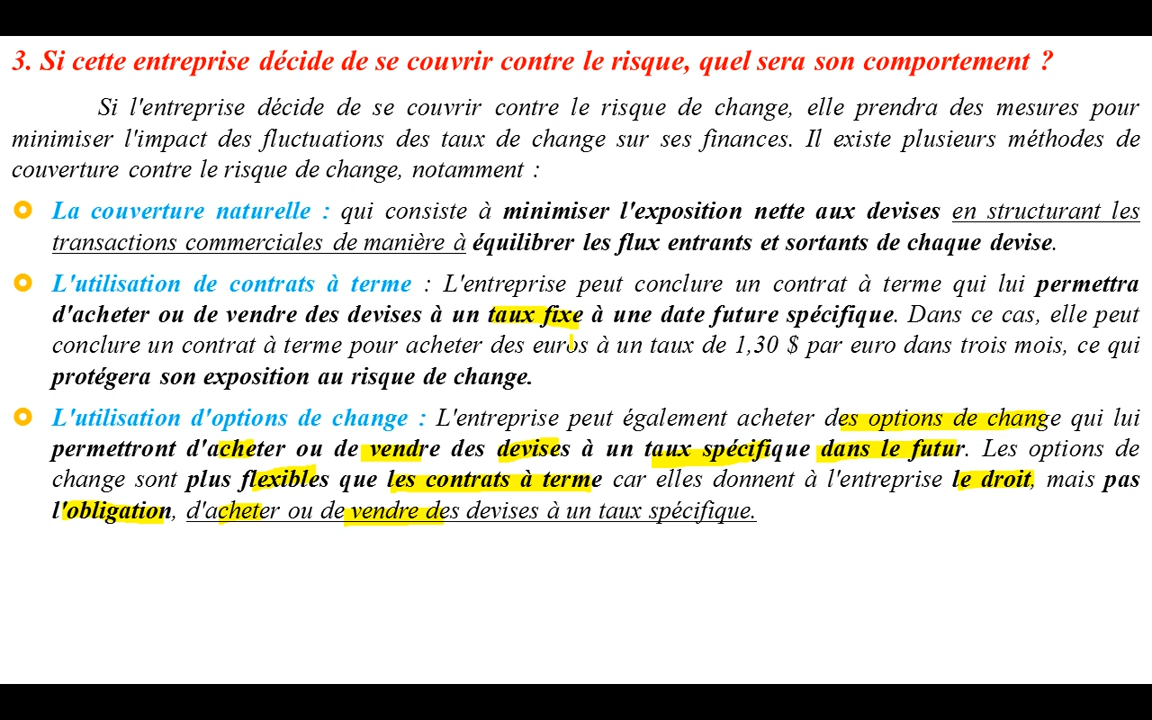 3. Si cette entreprise décide de se couvrir contre le risque, quel sera son comportement ?
Si l'entreprise décide de se couvrir contre le risque de change, elle prendra des mesures pour
minimiser l'impact des fluctuations des taux de change sur ses finances. Il existe plusieurs méthodes de
couverture contre le risque de change, notamment :
La couverture naturelle : qui consiste à minimiser l'exposition nette aux devises en structurant les
transactions commerciales de manière à équilibrer les flux entrants et sortants de chaque devise.
L'utilisation de contrats à terme : L'entreprise peut conclure un contrat à terme qui lui permettra
d'acheter ou de vendre des devises à un taux fixe à une date future spécifique. Dans ce cas, elle peut
conclure un contrat à terme pour acheter des euros à un taux de 1,30 $ par euro dans trois mois, ce qui
protégera son exposition au risque de change.
L'utilisation d'options de change : L'entreprise peut également acheter des options de change qui lui
permettront d'acheter ou de vendre des devises à un taux spécifique dans le futur. Les options de
change sont plus flexibles que les contrats à terme car elles donnent à l'entreprise le droit, mais pas
l'obligation, d'acheter ou de vendre des devises à un taux spécifique.